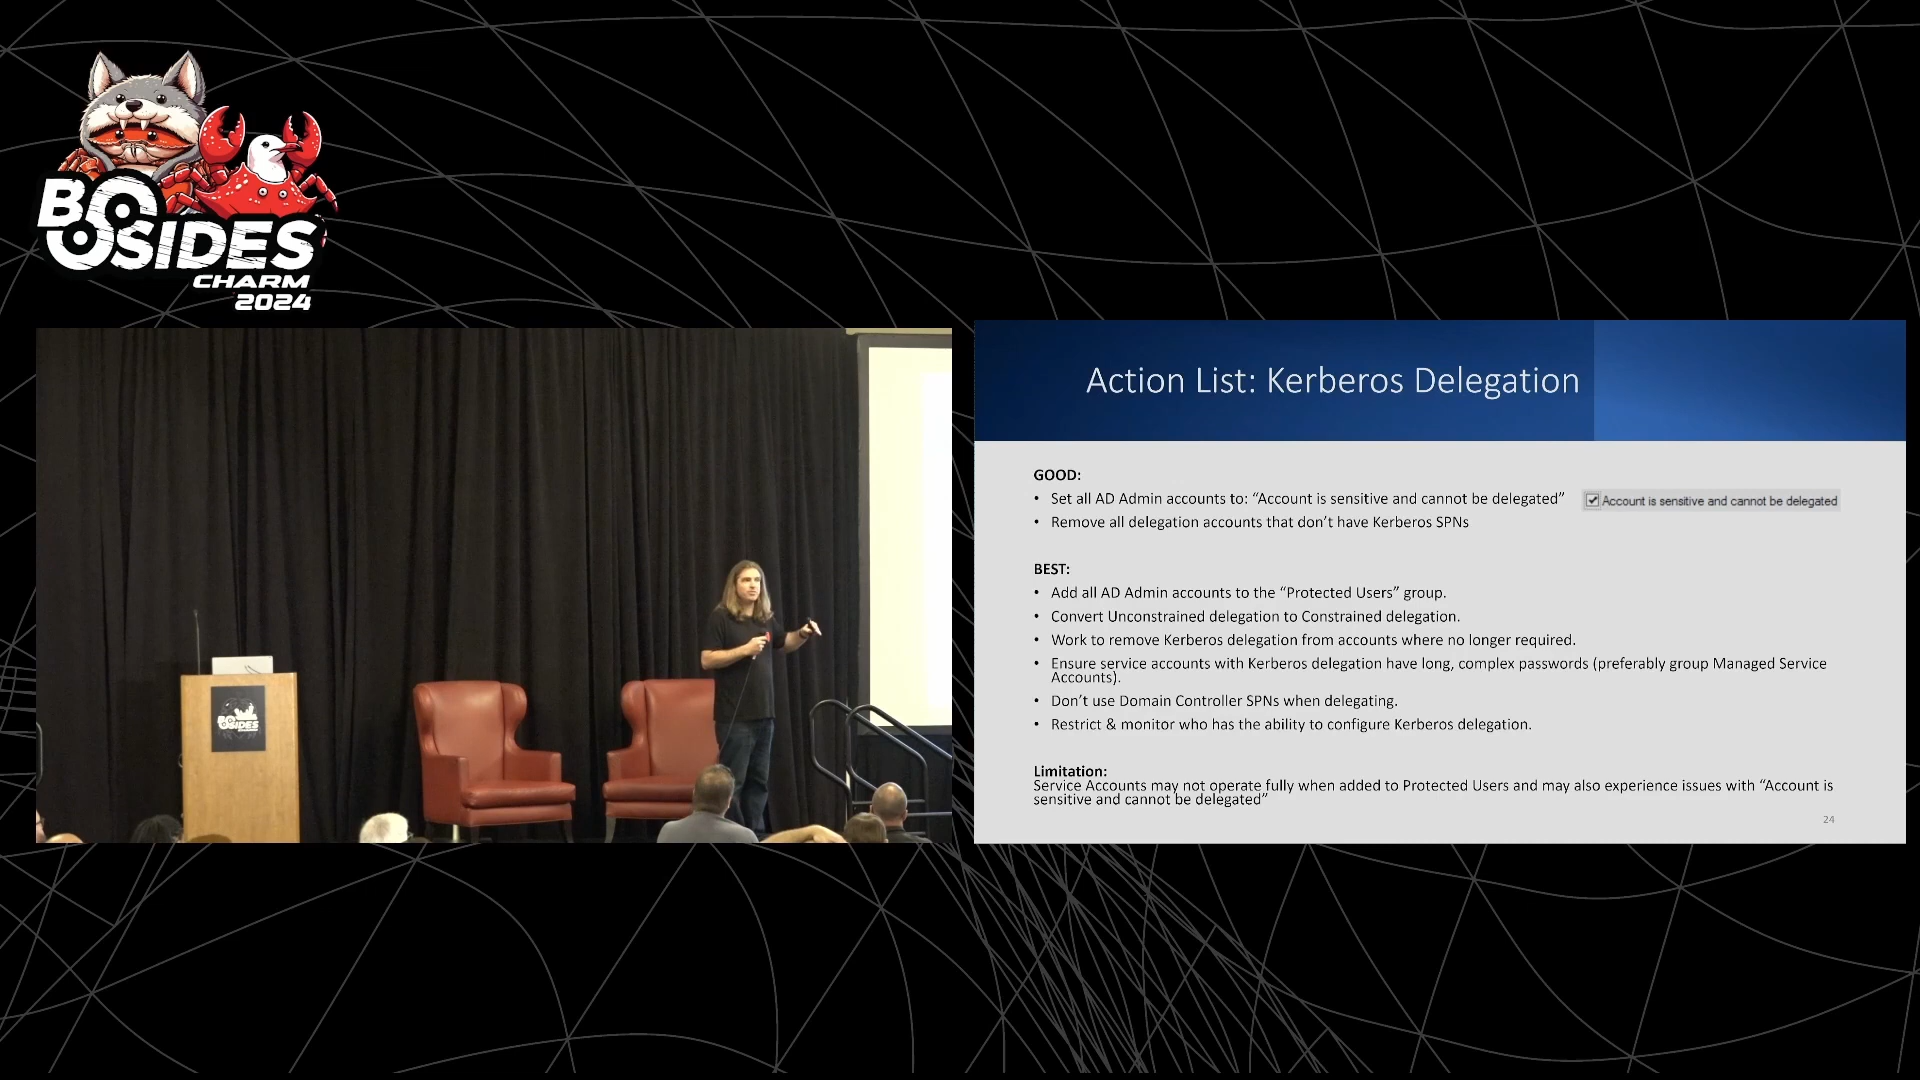 BSIDES
CHARM
2024
Action List: Kerberos Delegation
GOOD:
• Set all AD Admin accounts to: “Account is sensitive and cannot be delegated”
Account is sensitive and cannot be delegated
• Remove all delegation accounts that don’t have Kerberos SPNs
BEST:
• Add all AD Admin accounts to the “Protected Users” group.
• Convert Unconstrained delegation to Constrained delegation.
• Work to remove Kerberos delegation from accounts where no longer required.
• Ensure service accounts with Kerberos delegation have long, complex passwords (preferably group Managed Service
Accounts).
• Don’t use Domain Controller SPNs when delegating.
• Restrict & monitor who has the ability to configure Kerberos delegation.
Limitation:
Service Accounts may not operate fully when added to Protected Users and may also experience issues with “Account is
sensitive and cannot be delegated”
24
BSIDES